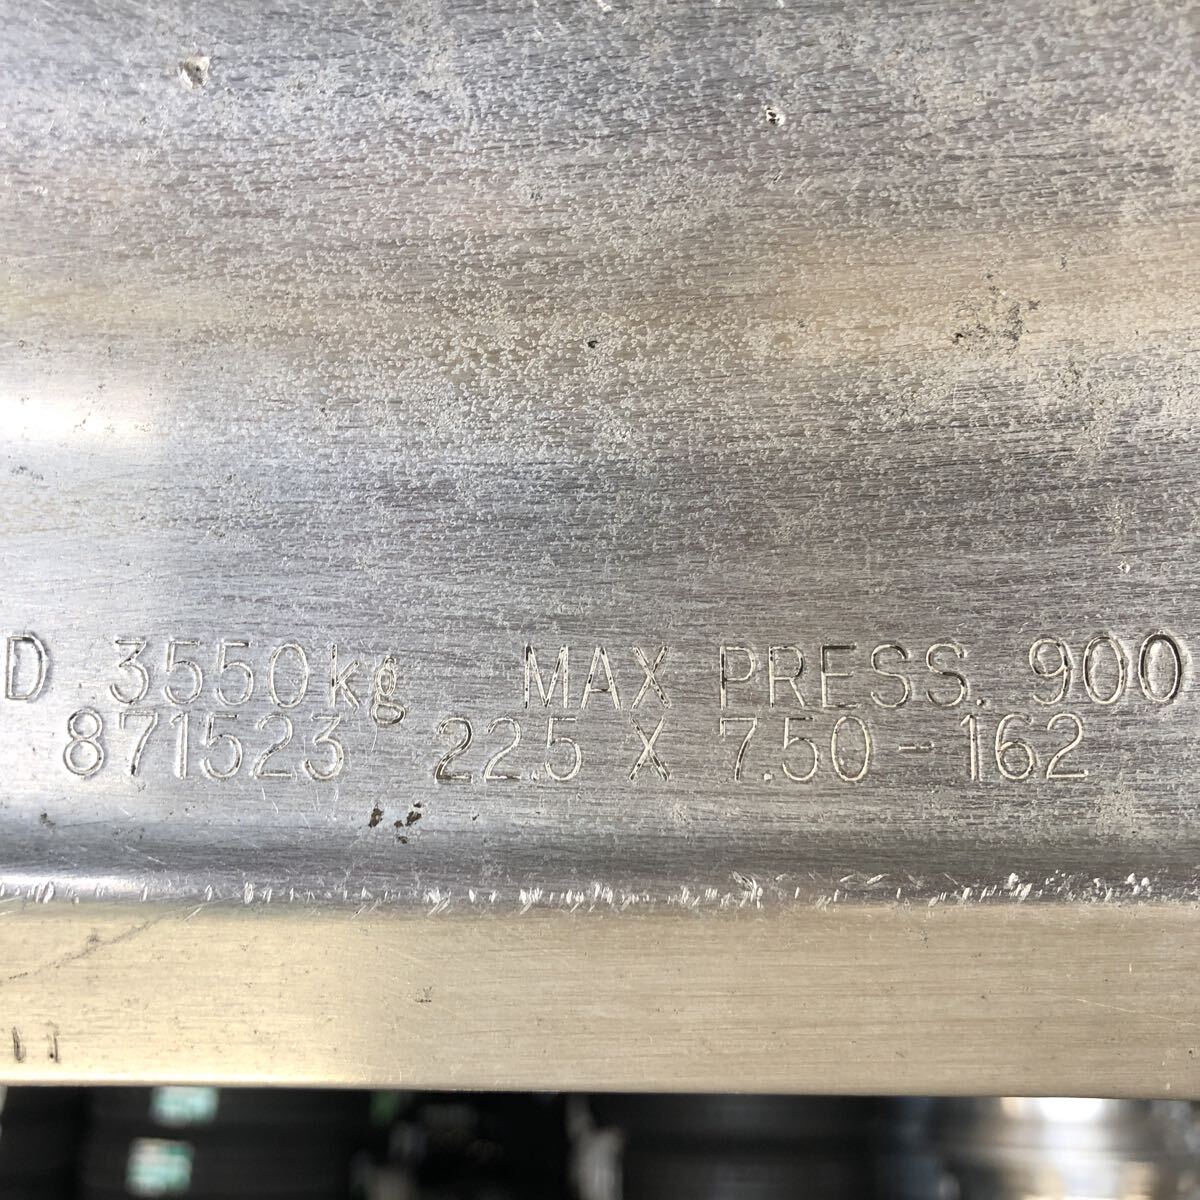 D 3550kg MAX PRESS. 900
871523 22.5 X 7.50 - 162